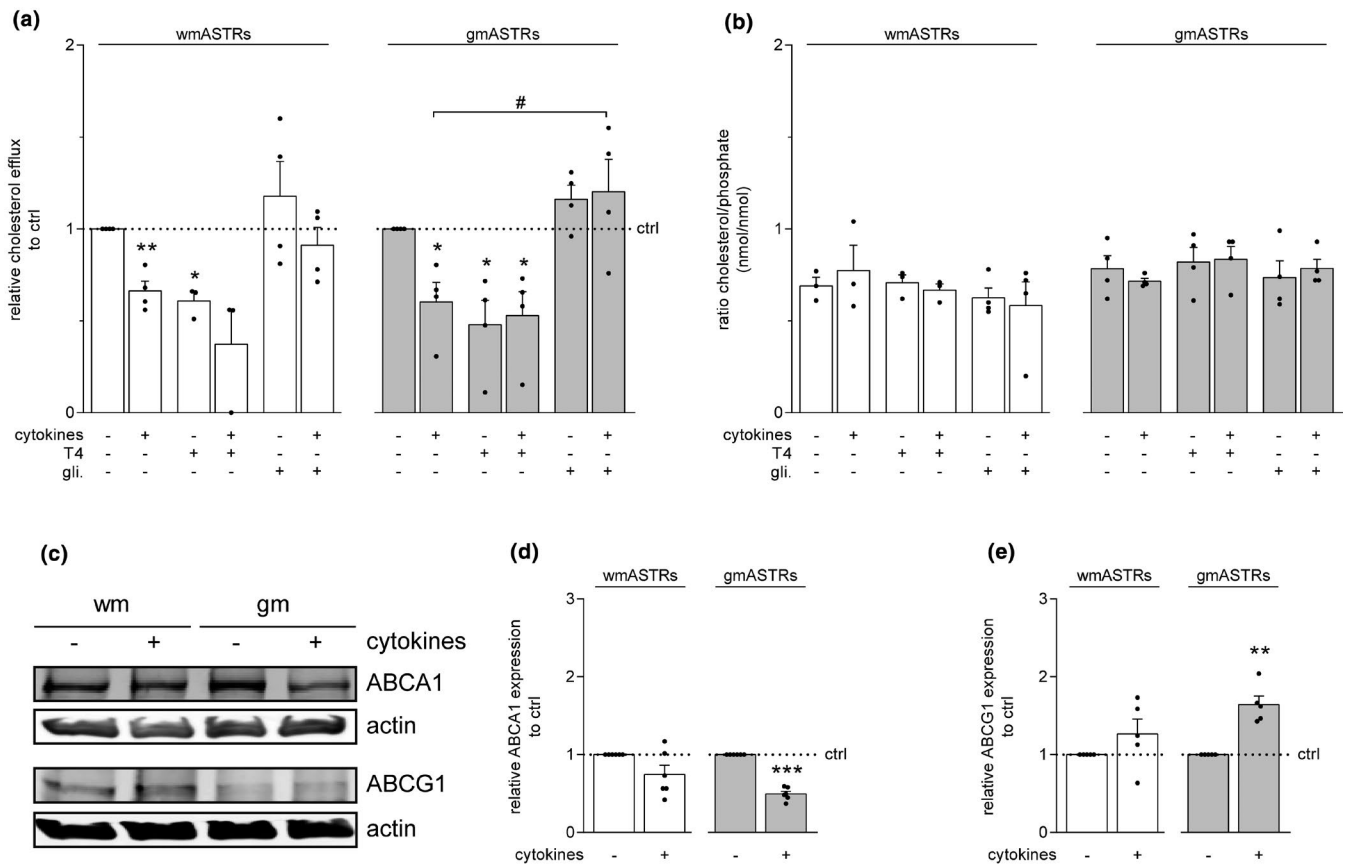 (a)
wmASTRs gmASTRs
relative cholesterol efflux
to ctrl
2
1
0
** * * * *
#
ctrl
cytokines - + - + - + - + - + - +
T4 - - + + - - - - + + - -
gli. - - - - + + - - - - + +
(b)
wmASTRs gmASTRs
ratio cholesterol/phosphate
(nmol/nmol)
2
1
0
cytokines - + - + - + - + - + - +
T4 - - + + - - - - + + - -
gli. - - - - + + - - - - + +
(c)
wm gm
- + - + cytokines
ABCA1
actin
ABCG1
actin
(d)
wmASTRs gmASTRs
relative ABCA1 expression
to ctrl
3
2
1
0
***
ctrl
cytokines - + - +
(e)
wmASTRs gmASTRs
relative ABCG1 expression
to ctrl
3
2
1
0
**
ctrl
cytokines - + - +